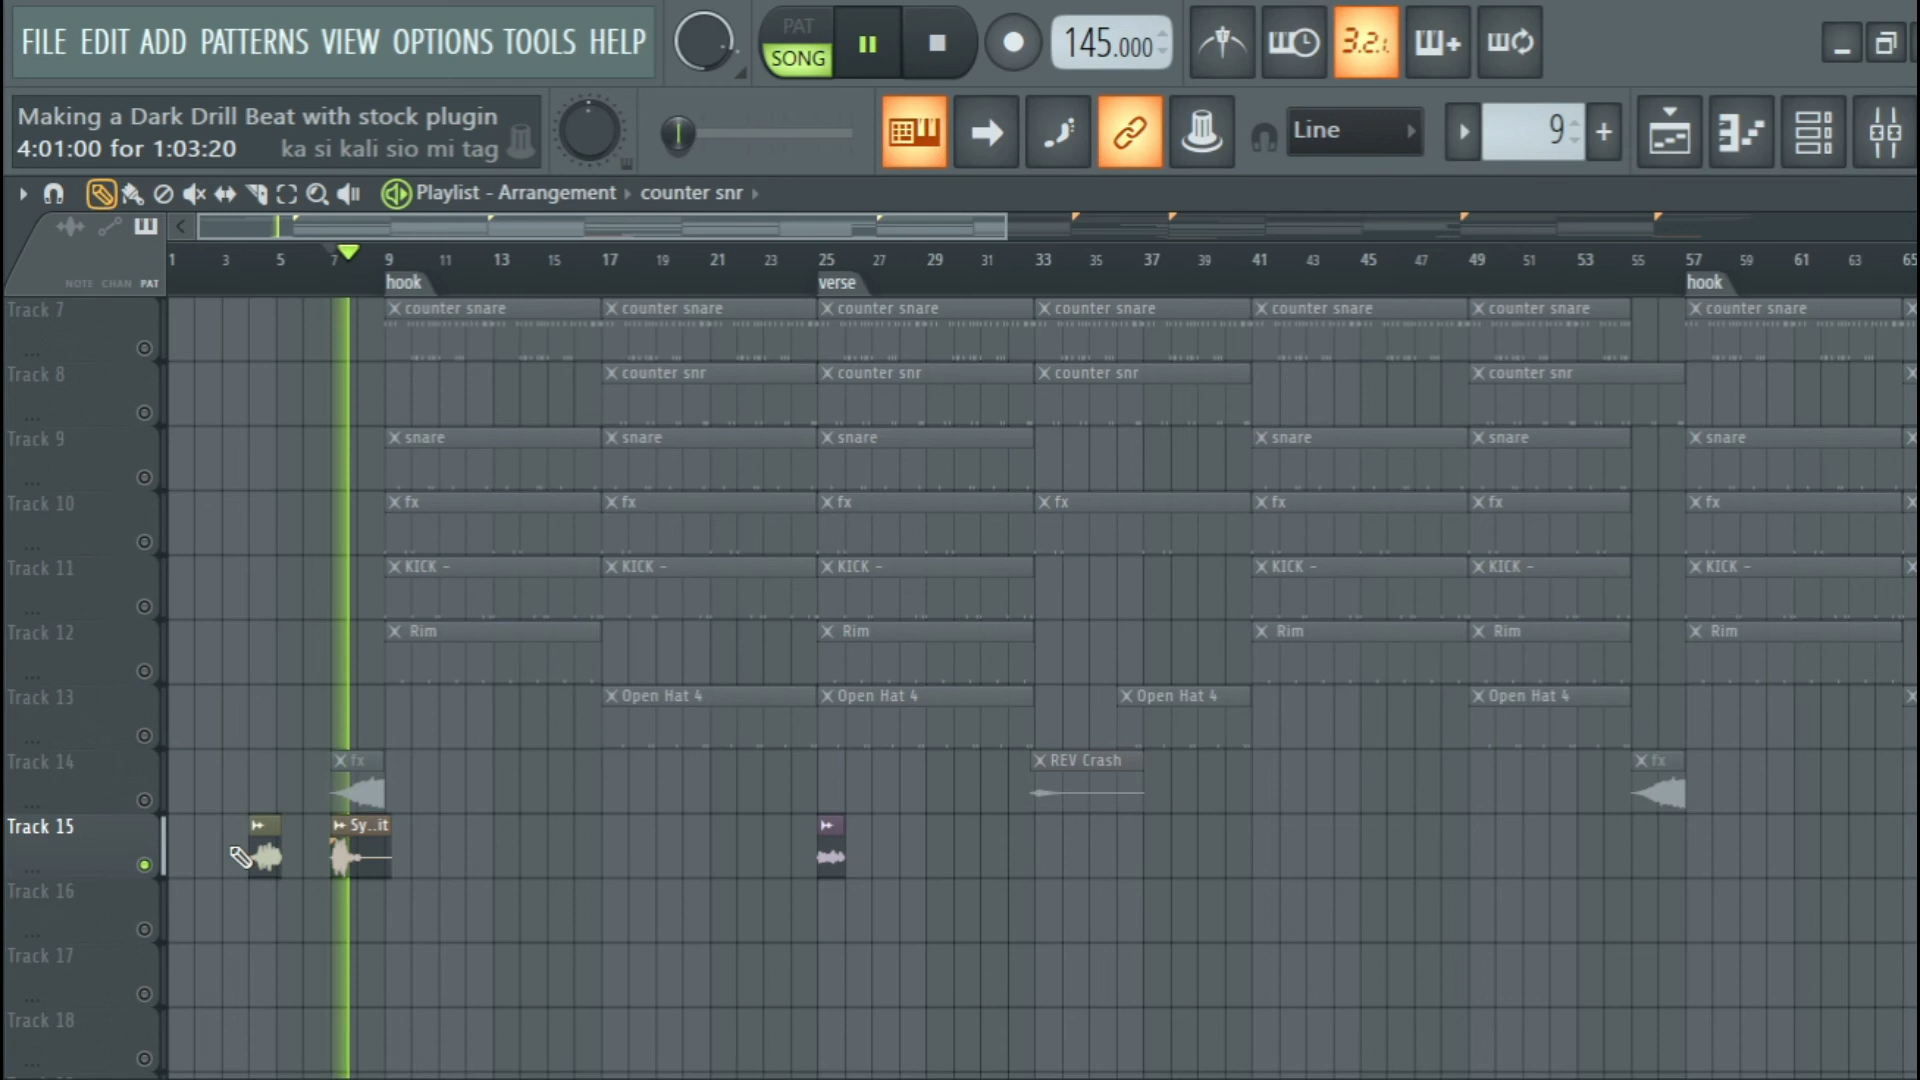 FILE EDIT ADD PATTERNS VIEW OPTIONS TOOLS HELP
PAT
SONG
145.000
3.2.
Making a Dark Drill Beat with stock plugin
4:01:00 for 1:03:20 ka si kali sio mi tag
Line
9
Playlist - Arrangement counter snr
NOTE CHAN PAT
1 3 5 7 9 11 13 15 17 19 21 23 25 27 29 31 33 35 37 39 41 43 45 47 49 51 53 55 57 59 61 63 65
hook verse hook
Track 7 counter snare counter snare counter snare counter snare counter snare counter snare counter snare
Track 8 counter snr counter snr counter snr counter snr
Track 9 snare snare snare snare snare snare
Track 10 fx fx fx fx fx fx fx
Track 11 KICK - KICK - KICK - KICK - KICK - KICK -
Track 12 Rim Rim Rim Rim Rim
Track 13 Open Hat 4 Open Hat 4 Open Hat 4 Open Hat 4
Track 14 fx REV Crash fx
Track 15 Sy..it
Track 16
Track 17
Track 18